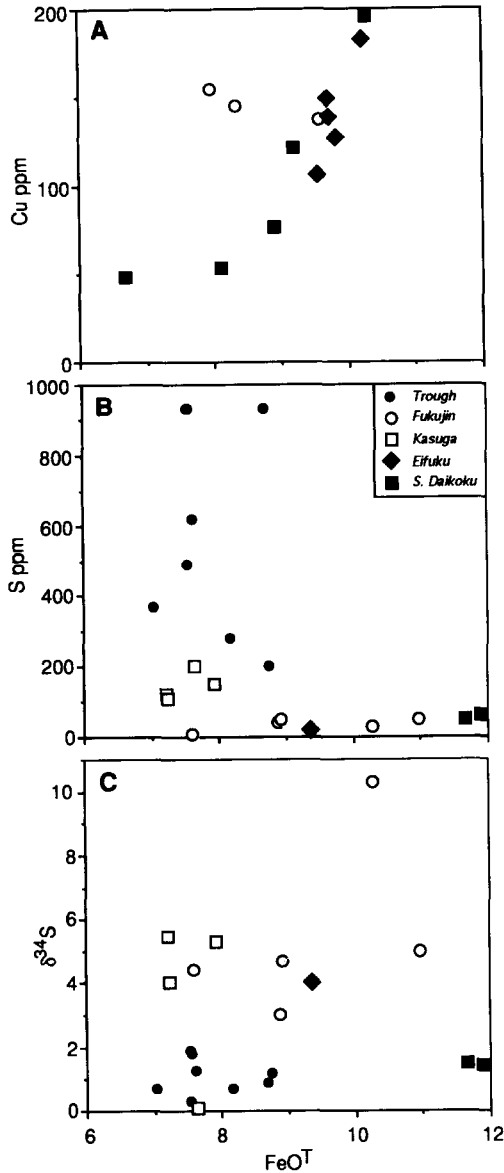 A
200
100
0
Cu ppm
B
1000
800
600
400
200
0
S ppm
Trough
Fukujin
Kasuga
Eifuku
S. Daikoku
C
10
8
6
4
2
0
δ34S
6 8 10 12
FeOT